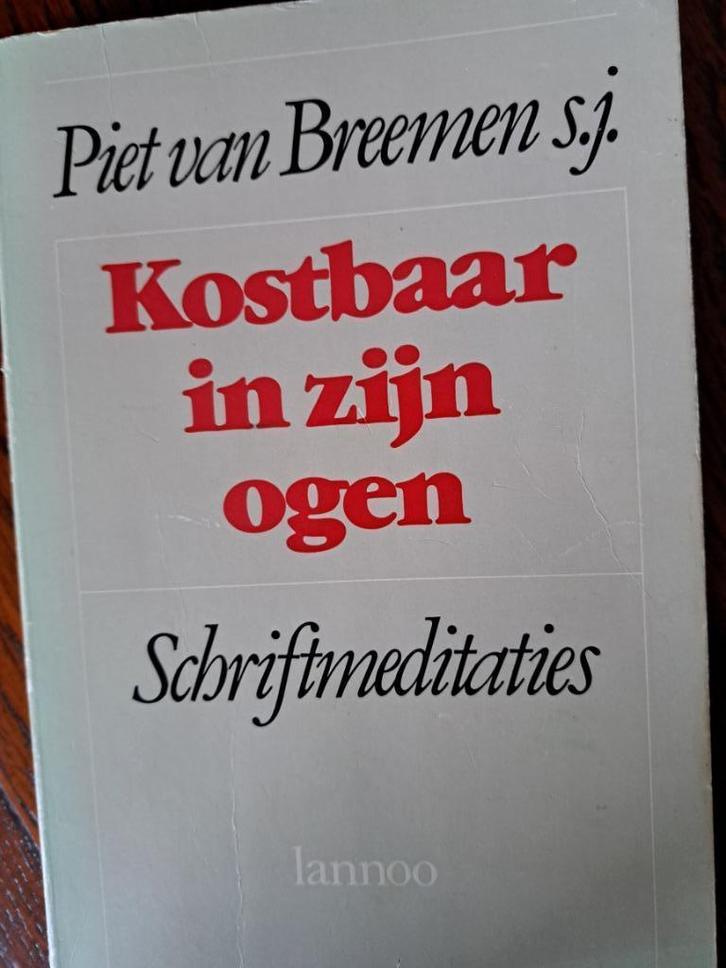 Piet van Breemen s.j.
Kostbaar
in zijn
ogen
Schriftmeditaties
lannoo